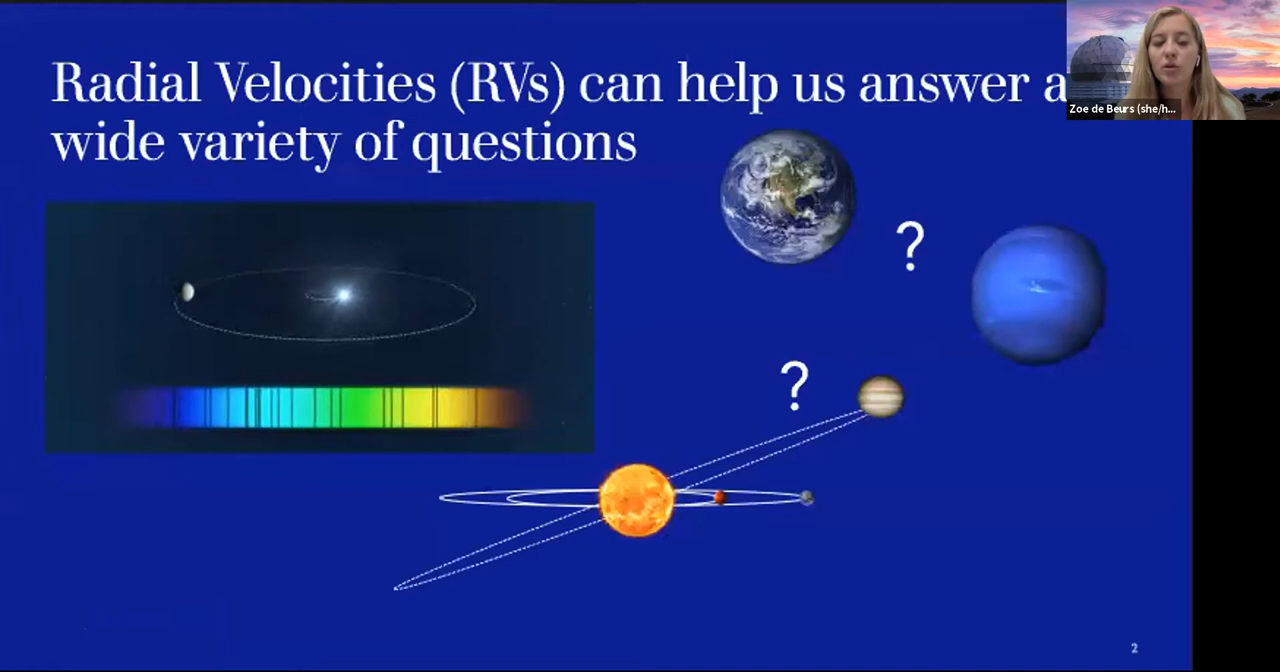 Radial Velocities (RVs) can help us answer a
wide variety of questions
Zoe de Beurs (she/h...
?
?
2